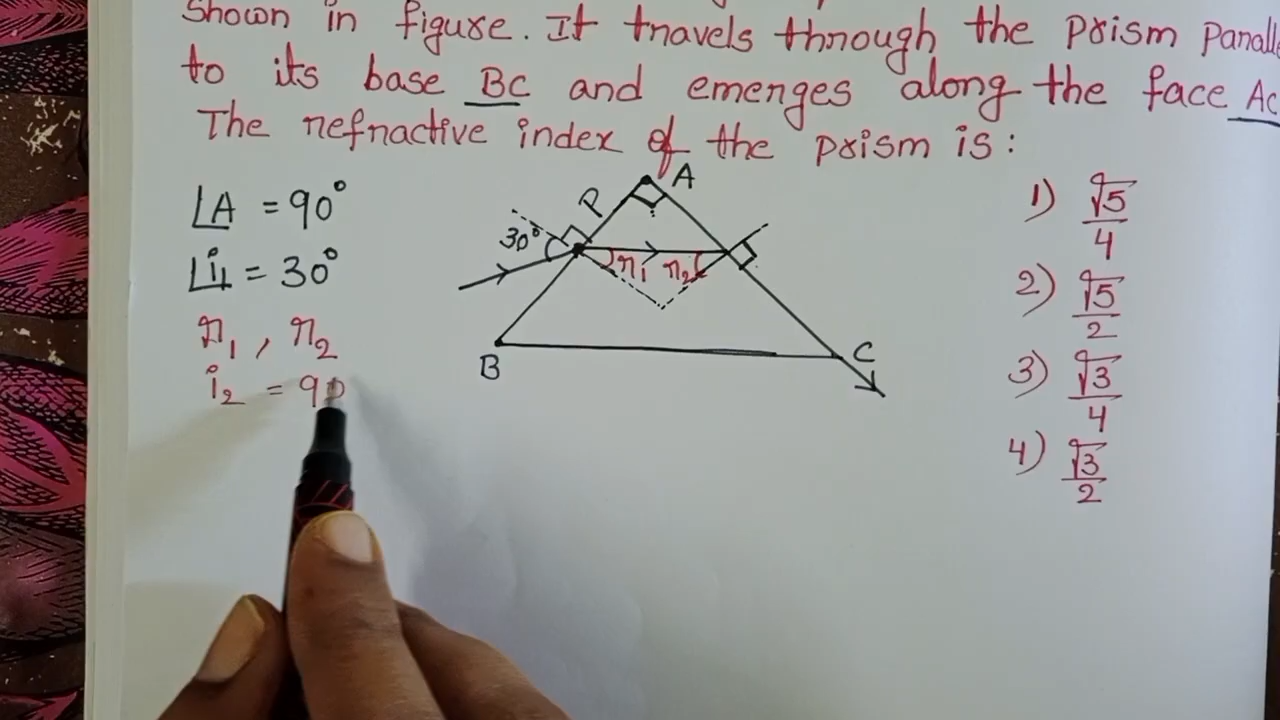 Shown in figure. It travels through the prism
to its base BC and emerges along the face AC
The refractive index of the prism is:
∠A = 90°
∠i1 = 30°
r1, r2
i2 = 90
A
P
30°
r1 r2
B
C
1) √5/4
2) √5/2
3) √3/4
4) √3/2